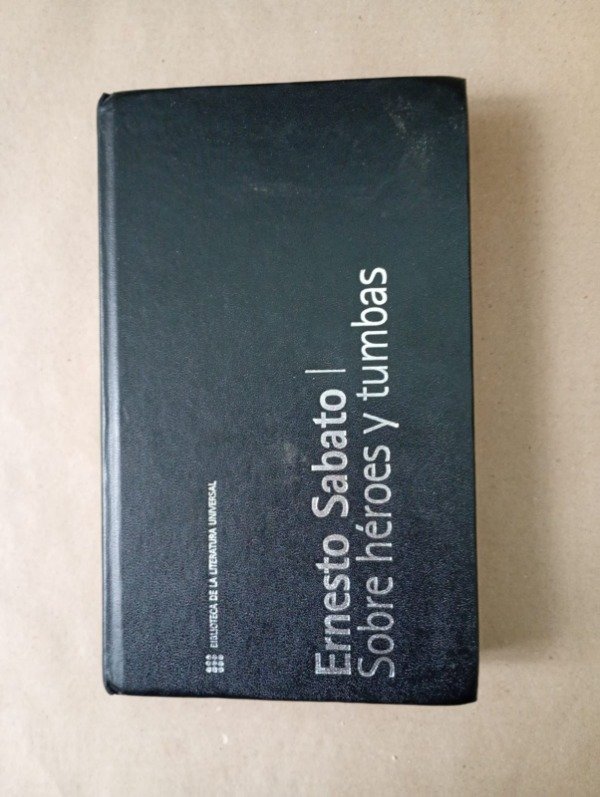 BIBLIOTECA DE LA LITERATURA UNIVERSAL
Ernesto Sabato |
Sobre héroes y tumbas